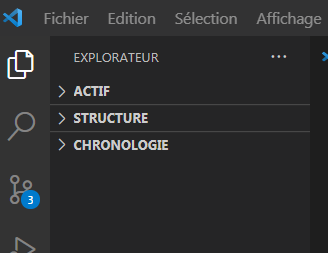 Fichier Edition Sélection Affichage
EXPLORATEUR
ACTIF
STRUCTURE
CHRONOLOGIE
3